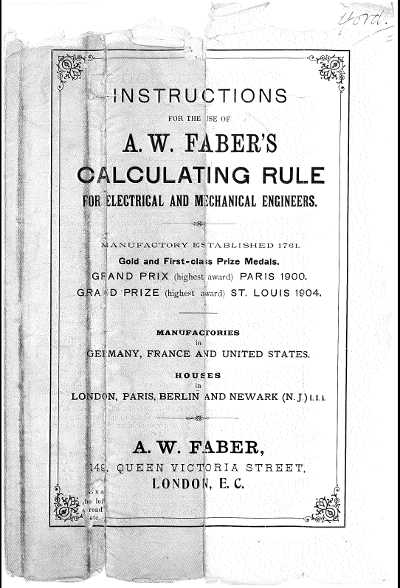 INSTRUCTIONS
FOR THE USE OF
A. W. FABER'S
CALCULATING RULE
FOR ELECTRICAL AND MECHANICAL ENGINEERS.
MANUFACTORY ESTABLISHED 1761.
Gold and First-class Prize Medals.
GRAND PRIX (highest award) PARIS 1900.
GRAND PRIZE (highest award) ST. LOUIS 1904.
MANUFACTORIES
in
GERMANY, FRANCE AND UNITED STATES.
HOUSES
in
LONDON, PARIS, BERLIN AND NEWARK (N. J.)
A. W. FABER,
149, QUEEN VICTORIA STREET,
LONDON, E. C.